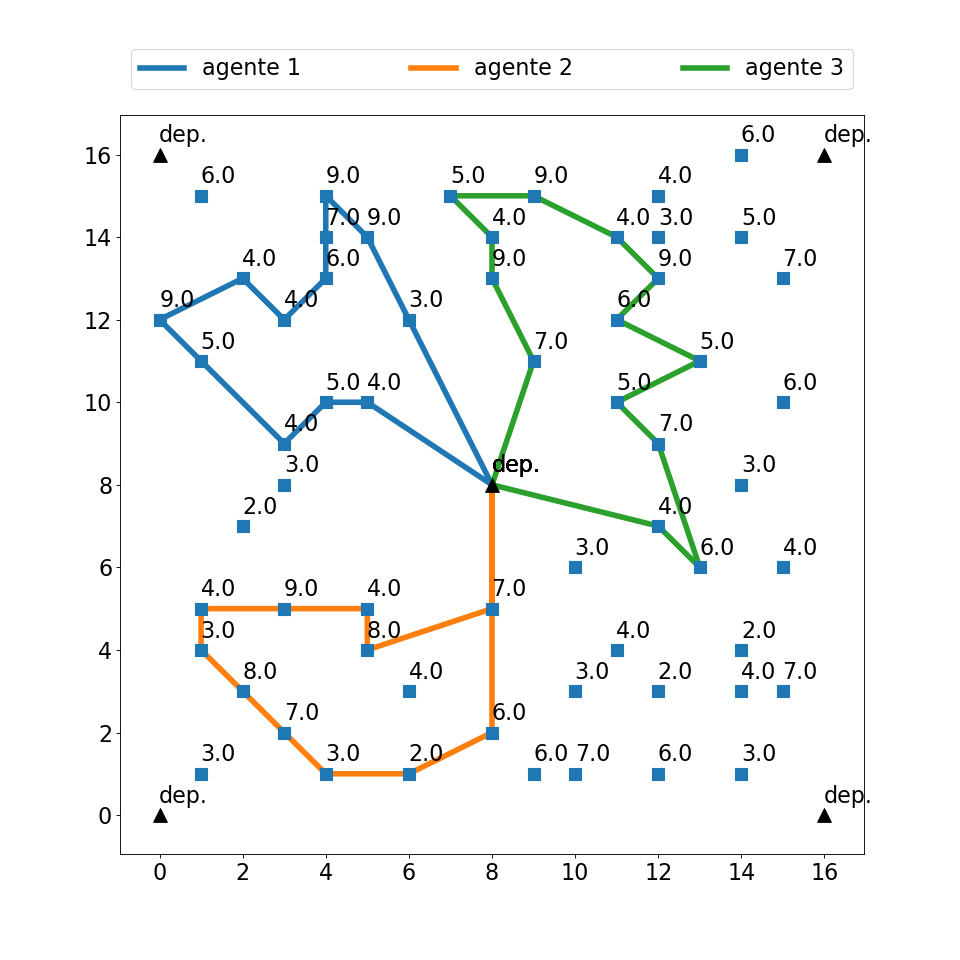 agente 1 agente 2 agente 3
dep. 6.0 dep.
16
6.0 9.0 5.0 9.0 4.0
7.0 9.0 4.0 4.0 3.0 5.0
14
4.0 6.0 9.0 9.0 7.0
9.0 4.0 3.0 6.0
12
5.0 7.0 5.0
5.0 4.0 5.0 6.0
10
4.0 7.0
3.0 dep. 3.0
8
2.0 4.0
3.0 6.0 4.0
6
4.0 9.0 4.0 7.0
3.0 8.0 4.0 2.0
4
8.0 4.0 3.0 2.0 4.0 7.0
7.0 6.0
2
3.0 3.0 2.0 6.0 7.0 6.0 3.0
dep. dep.
0
0 2 4 6 8 10 12 14 16